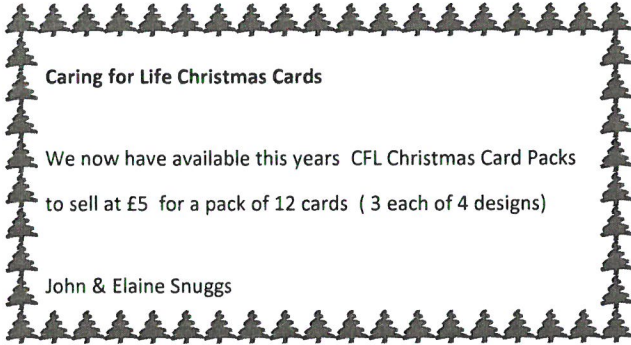 Caring for Life Christmas Cards
We now have available this years CFL Christmas Card Packs
to sell at £5 for a pack of 12 cards ( 3 each of 4 designs)
John & Elaine Snuggs